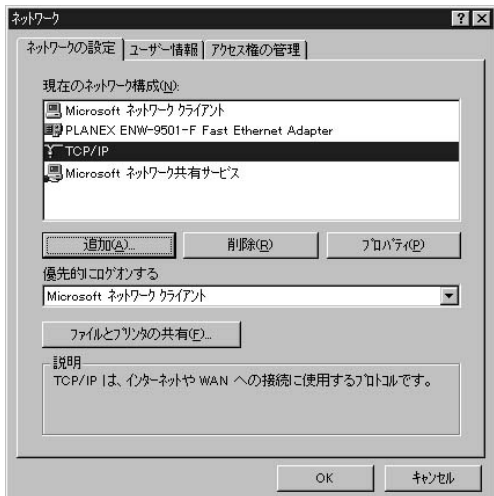 ネットワーク
ネットワークの設定 ユーザー情報 アクセス権の管理
現在のネットワーク構成(N):
Microsoft ネットワーク クライアント
PLANEX ENW-9501-F Fast Ethernet Adapter
TCP/IP
Microsoft ネットワーク共有サービス
追加(A)... 削除(R) プロパティ(P)
優先的にログオンする
Microsoft ネットワーク クライアント
ファイルとプリンタの共有(F)...
説明
TCP/IP は、インターネットや WAN への接続に使用するプロトコルです。
OK キャンセル